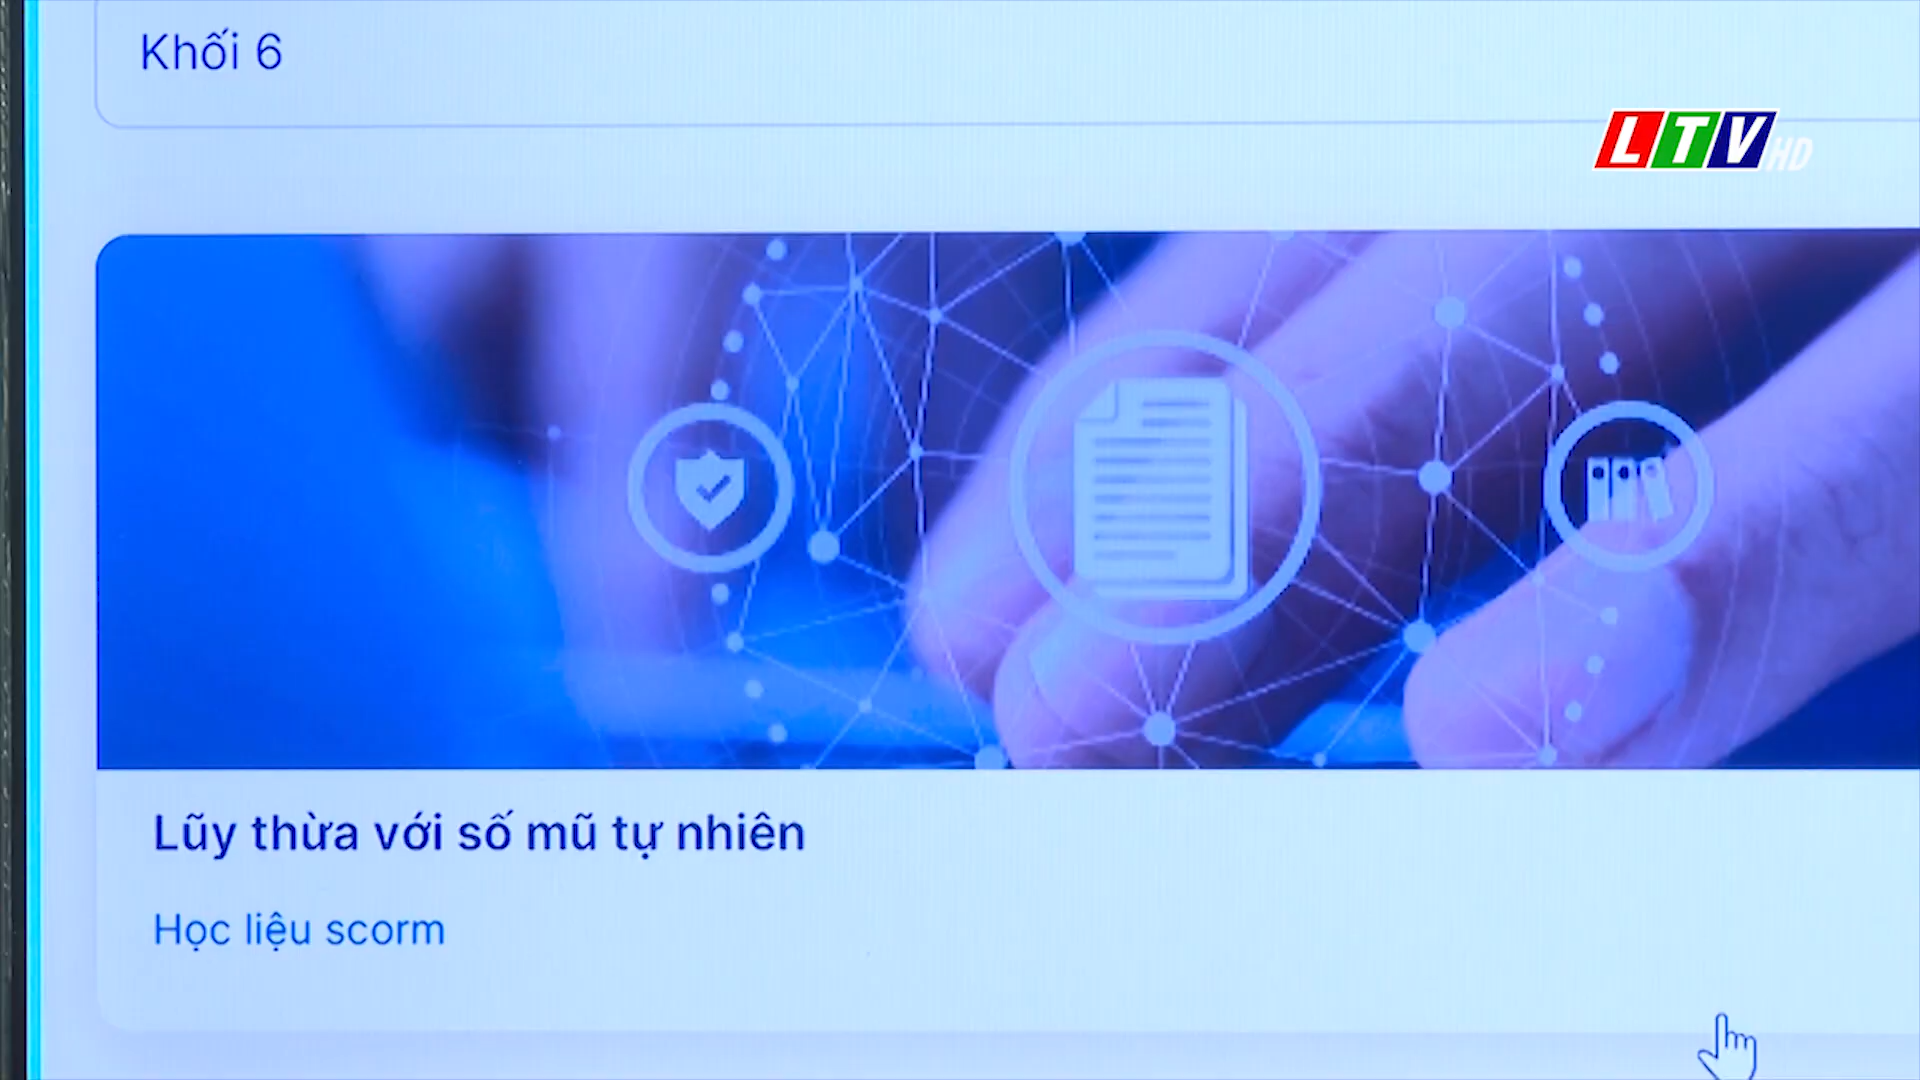 Khối 6
LTV HD
Lũy thừa với số mũ tự nhiên
Học liệu scorm